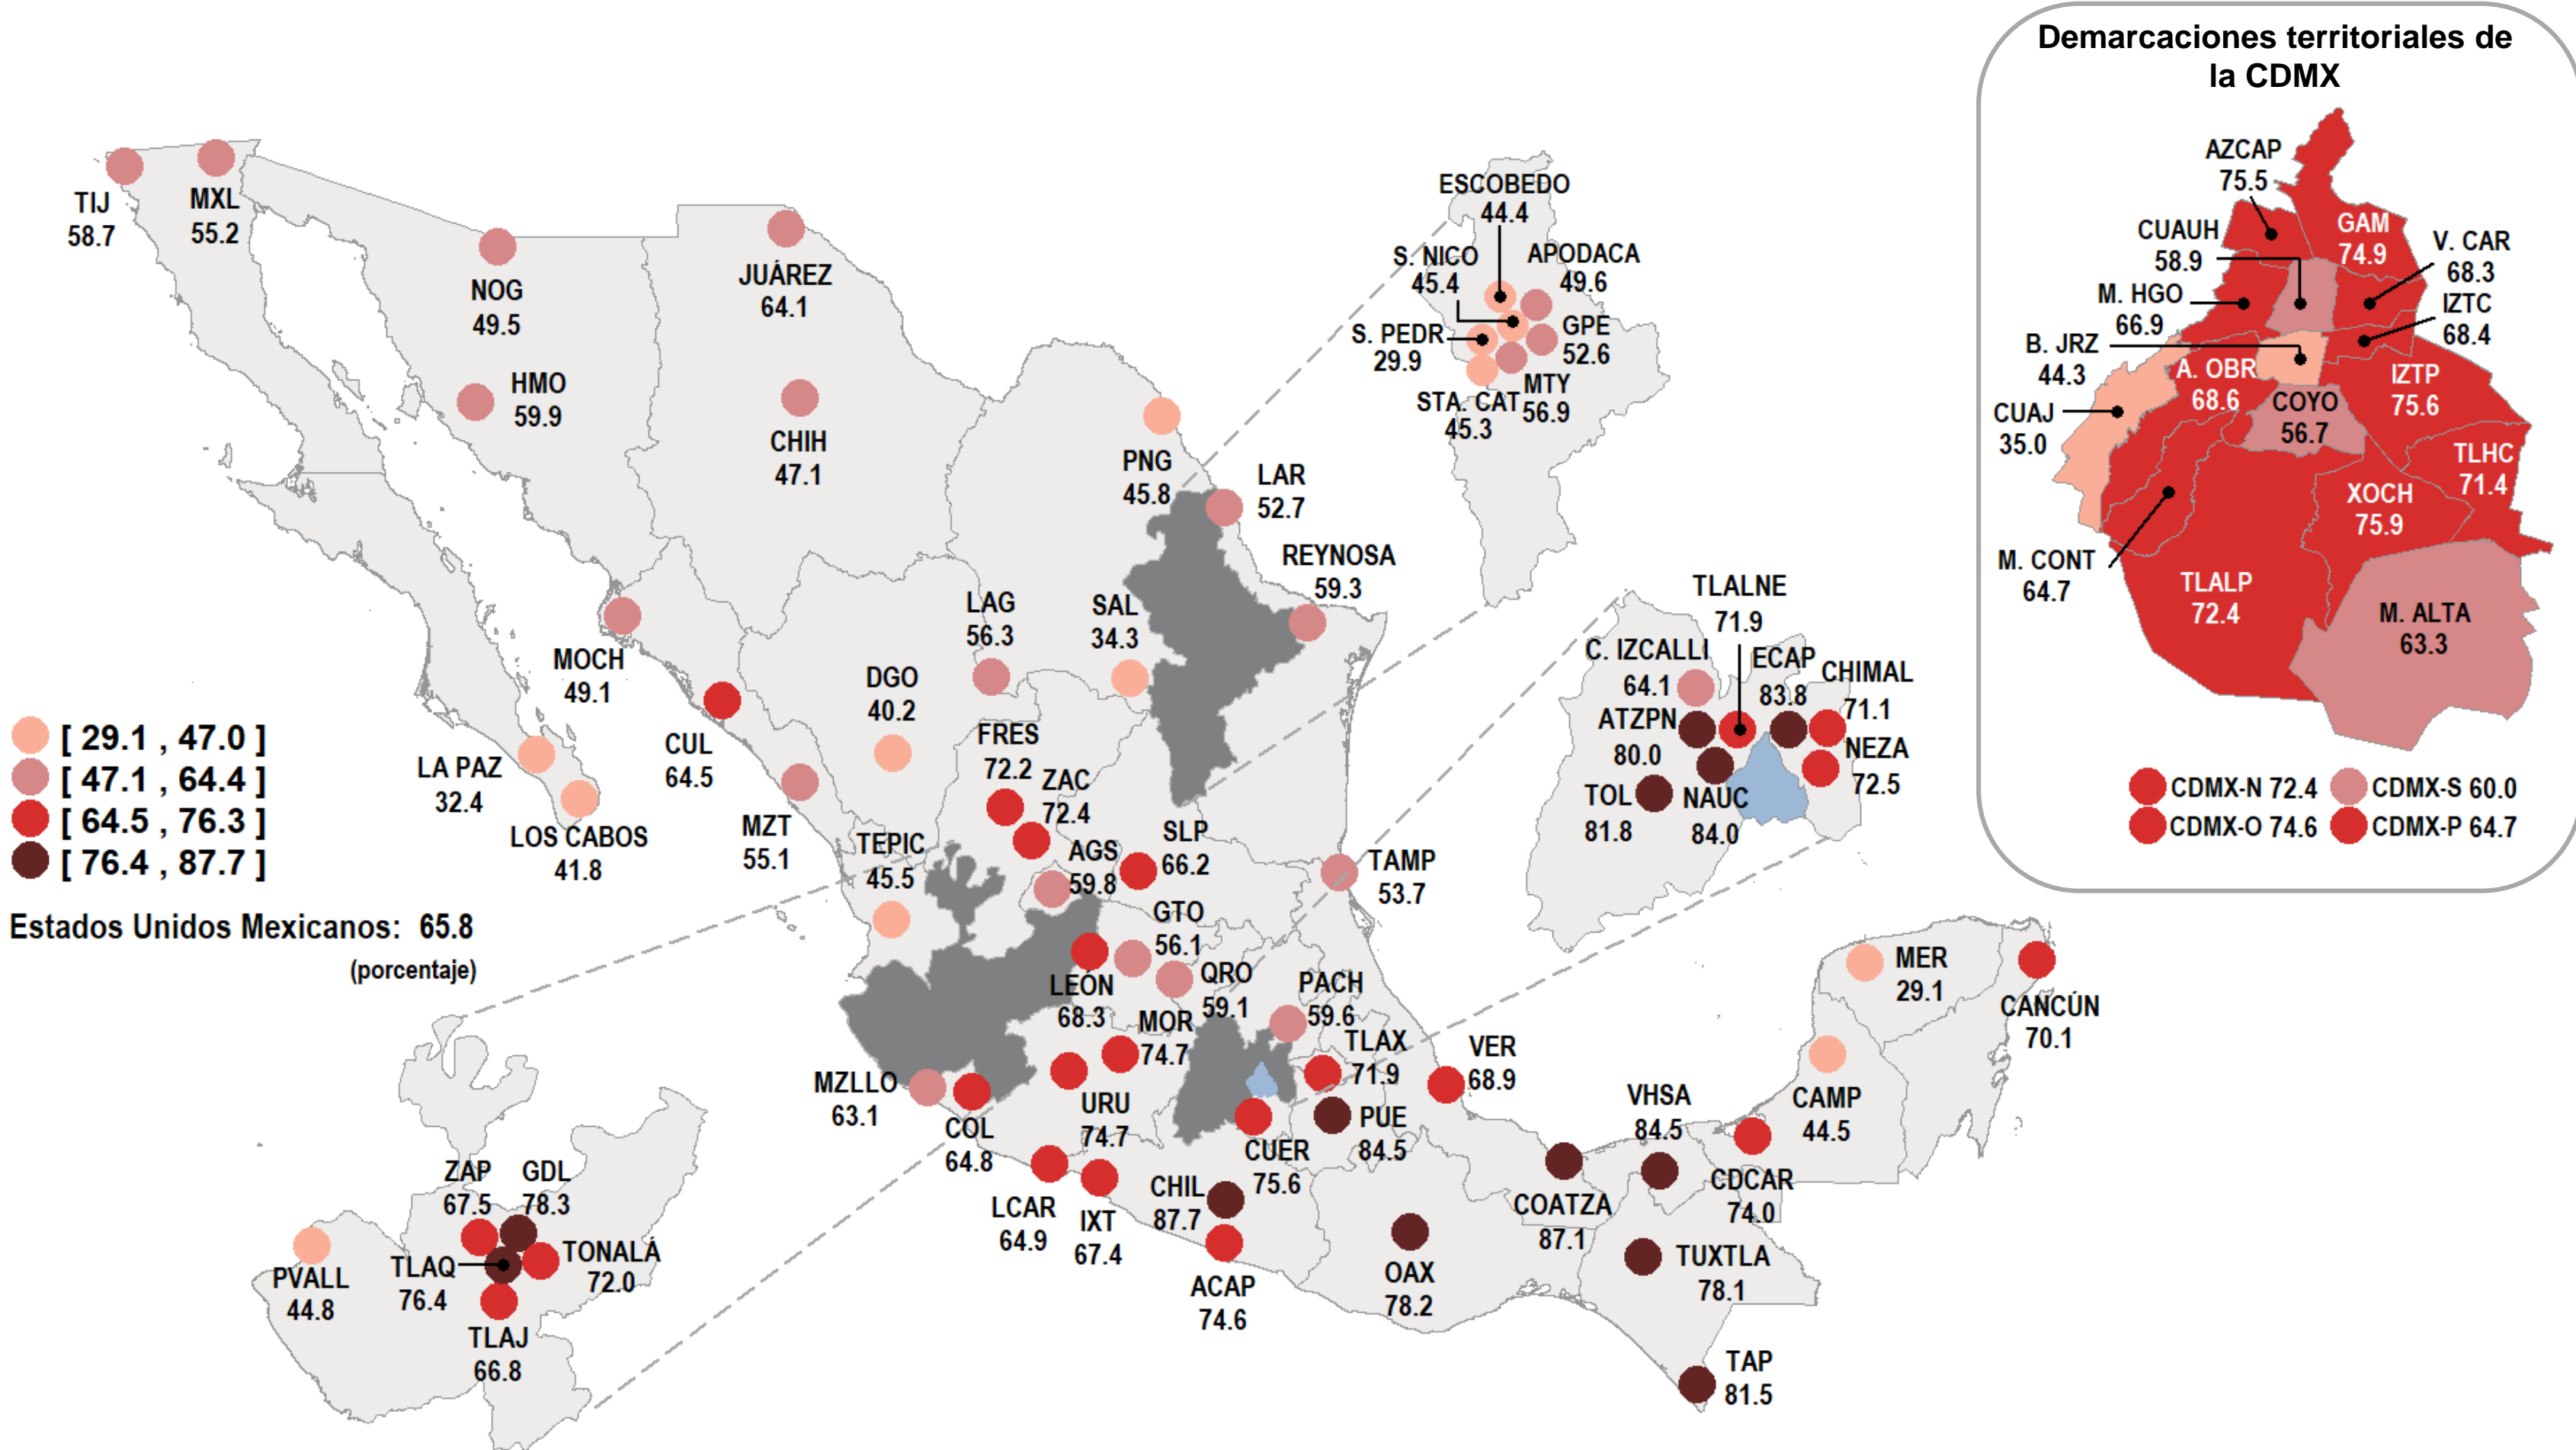 Demarcaciones territoriales de
la CDMX
AZCAP
75.5
CUAUH
58.9
GAM
74.9
V. CAR
68.3
M. HGO
66.9
IZTC
68.4
B. JRZ
44.3
A. OBR
68.6
IZTP
75.6
CUAJ
35.0
COYO
56.7
TLHC
71.4
XOCH
75.9
M. CONT
64.7
TLALP
72.4
M. ALTA
63.3
CDMX-N 72.4
CDMX-S 60.0
CDMX-O 74.6
CDMX-P 64.7
TIJ
58.7
MXL
55.2
NOG
49.5
JUÁREZ
64.1
HMO
59.9
CHIH
47.1
ESCOBEDO
44.4
S. NICO
45.4
APODACA
49.6
S. PEDR
29.9
GPE
52.6
STA. CAT
45.3
MTY
56.9
PNG
45.8
LAR
52.7
REYNOSA
59.3
LAG
56.3
SAL
34.3
MOCH
49.1
DGO
40.2
CUL
64.5
LA PAZ
32.4
LOS CABOS
41.8
MZT
55.1
FRES
72.2
ZAC
72.4
TEPIC
45.5
AGS
59.8
SLP
66.2
TAMP
53.7
TLALNE
71.9
C. IZCALLI
64.1
ECAP
83.8
CHIMAL
71.1
ATZPN
80.0
NEZA
72.5
TOL
81.8
NAUC
84.0
[ 29.1 , 47.0 ]
[ 47.1 , 64.4 ]
[ 64.5 , 76.3 ]
[ 76.4 , 87.7 ]
Estados Unidos Mexicanos: 65.8
(porcentaje)
GTO
56.1
LEÓN
68.3
QRO
59.1
PACH
59.6
MOR
74.7
TLAX
71.9
VER
68.9
MZLLO
63.1
COL
64.8
URU
74.7
PUE
84.5
CUER
75.6
LCAR
64.9
IXT
67.4
CHIL
87.7
ACAP
74.6
OAX
78.2
COATZA
87.1
VHSA
84.5
CDCAR
74.0
CAMP
44.5
MER
29.1
CANCÚN
70.1
TUXTLA
78.1
TAP
81.5
ZAP
67.5
GDL
78.3
PVALL
44.8
TLAQ
76.4
TONALÁ
72.0
TLAJ
66.8